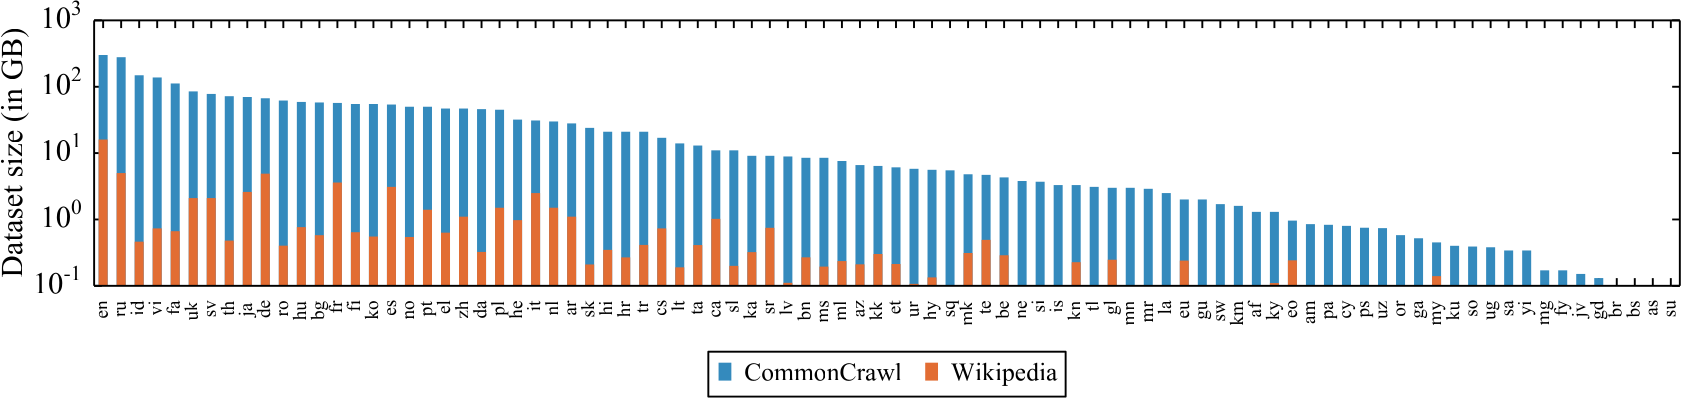 Dataset size (in GB)
10³
10²
10¹
10⁰
10⁻¹
en ru id vi fa uk sv th ja de ro hu bg fr fi ko es no pt el zh da pl he it nl ar sk hi hr tr cs lt ta ca sl ka sr lv bn ms ml az kk et ur hy sq mk te be ne si is kn tl gl mn mr la eu gu sw km af ky eo am pa cy ps uz or ga my ku so ug sa yi mg fy jv gd br bs as su
CommonCrawl Wikipedia